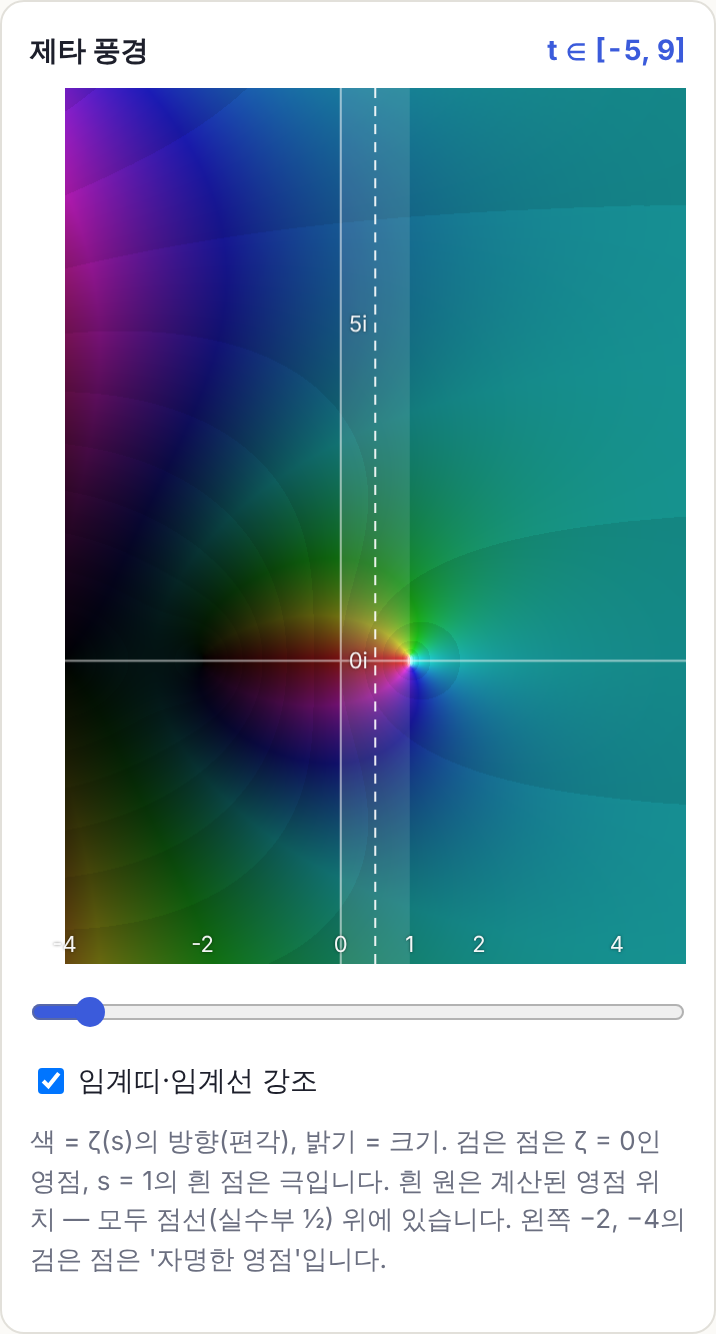 제타 풍경
t ∈ [-5, 9]
5i
0i
-4 -2 0 1 2 4
임계띠·임계선 강조
색 = ζ(s)의 방향(편각), 밝기 = 크기. 검은 점은 ζ = 0인
영점, s = 1의 흰 점은 극입니다. 흰 원은 계산된 영점 위
치 — 모두 점선(실수부 ½) 위에 있습니다. 왼쪽 −2, −4의
검은 점은 '자명한 영점'입니다.